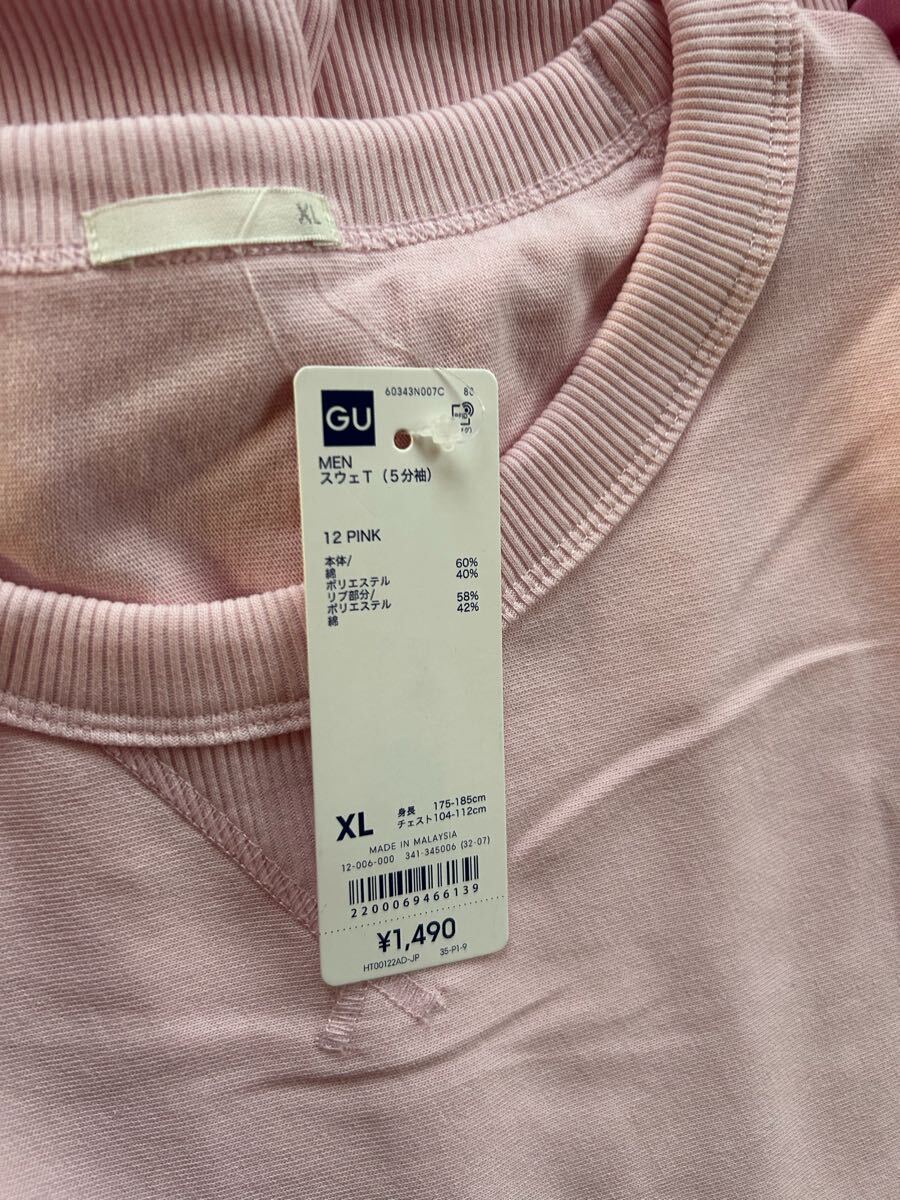 XL
60343N007C 80
GU
MEN
スウェT（5分袖）
12 PINK
本体/
綿 60%
ポリエステル 40%
リブ部分/
ポリエステル 58%
綿 42%
XL 身長 175-185cm
チェスト104-112cm
MADE IN MALAYSIA
12-006-000 341-345006 (32-07)
2200069466139
¥1,490
HT00122AD-JP 35-P1-9